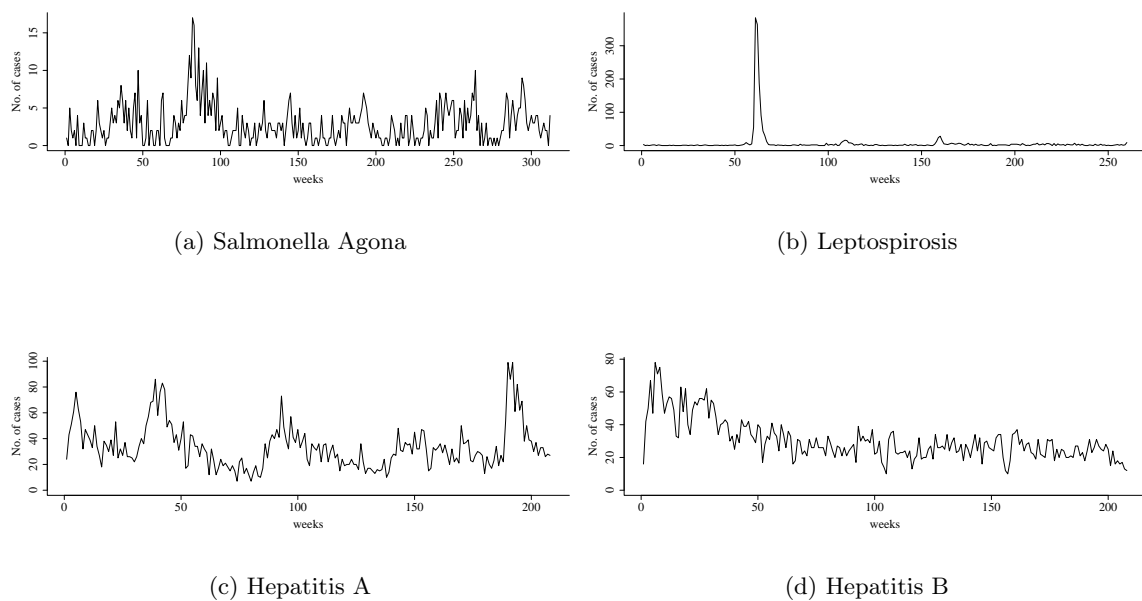 No. of cases
0 5 10 15
0 50 100 150 200 250 300
weeks
(a) Salmonella Agona
No. of cases
0 100 200 300
0 50 100 150 200 250
weeks
(b) Leptospirosis
No. of cases
0 20 40 60 80 100
0 50 100 150 200
weeks
(c) Hepatitis A
No. of cases
0 20 40 60 80
0 50 100 150 200
weeks
(d) Hepatitis B